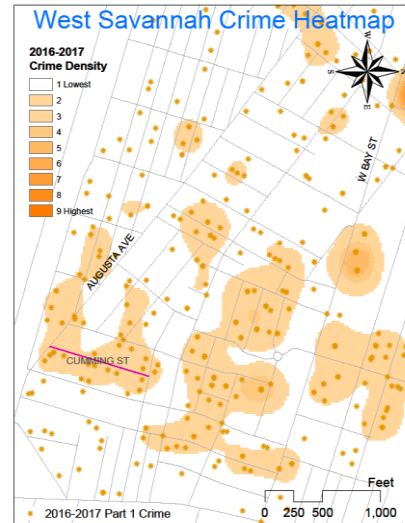 West Savannah Crime Heatmap
2016-2017
Crime Density
1 Lowest
2
3
4
5
6
7
8
9 Highest
W
S
N
E
W BAY ST
AUGUSTA AVE
CUMMING ST
Feet
0 250 500 1,000
2016-2017 Part 1 Crime